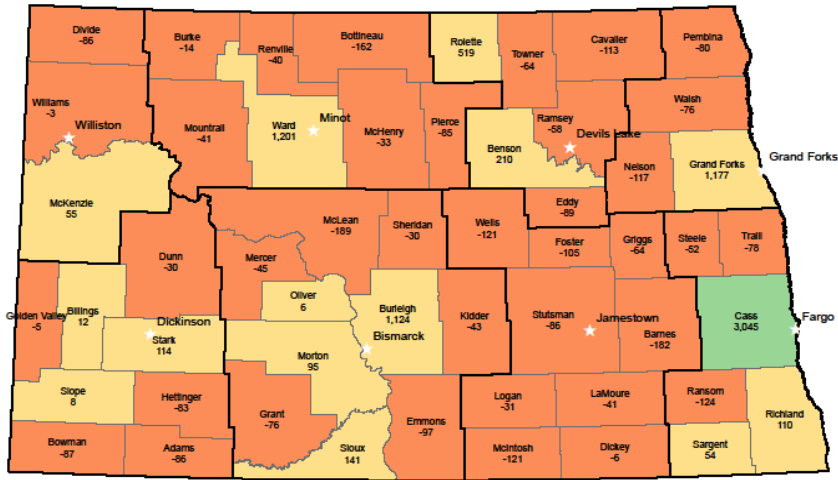 Divide
-86
Burke
-14
Renville
-40
Bottineau
-162
Rolette
519
Towner
-64
Cavalier
-113
Pembina
-80
Williams
-3
Williston
Mountrail
-41
Ward
1,201
Minot
McHenry
-33
Pierce
-85
Benson
210
Ramsey
-58
Devils Lake
Walsh
-76
Nelson
-117
Grand Forks
1,177
Grand Forks
McKenzie
55
Dunn
-30
McLean
-189
Sheridan
-30
Wells
-121
Eddy
-89
Foster
-105
Griggs
-64
Steele
-52
Traill
-78
Mercer
-45
Oliver
6
Golden Valley
-5
Billings
12
Dickinson
Stark
114
Burleigh
1,124
Bismarck
Kidder
-43
Stutsman
-86
Jamestown
Barnes
-182
Cass
3,045
Fargo
Morton
95
Slope
8
Hettinger
-83
Grant
-76
Emmons
-97
Logan
-31
LaMoure
-41
Ransom
-124
Richland
110
Bowman
-87
Adams
-86
Sioux
141
McIntosh
-121
Dickey
-6
Sargent
54